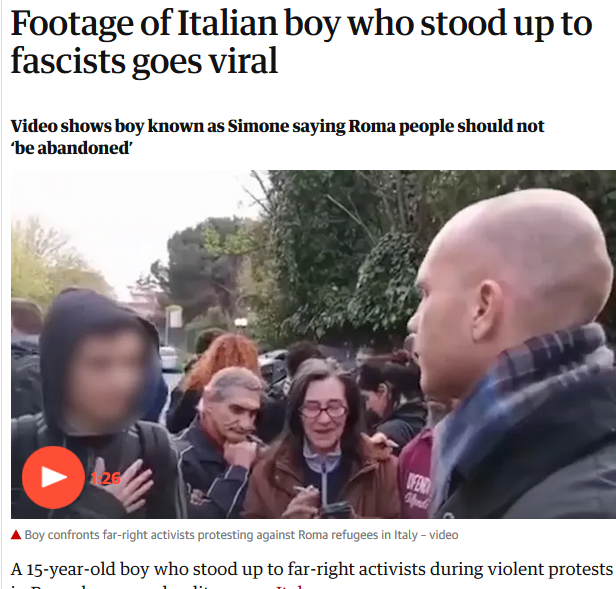 Footage of Italian boy who stood up to
fascists goes viral
Video shows boy known as Simone saying Roma people should not
‘be abandoned’
1:26
Boy confronts far-right activists protesting against Roma refugees in Italy – video
A 15-year-old boy who stood up to far-right activists during violent protests